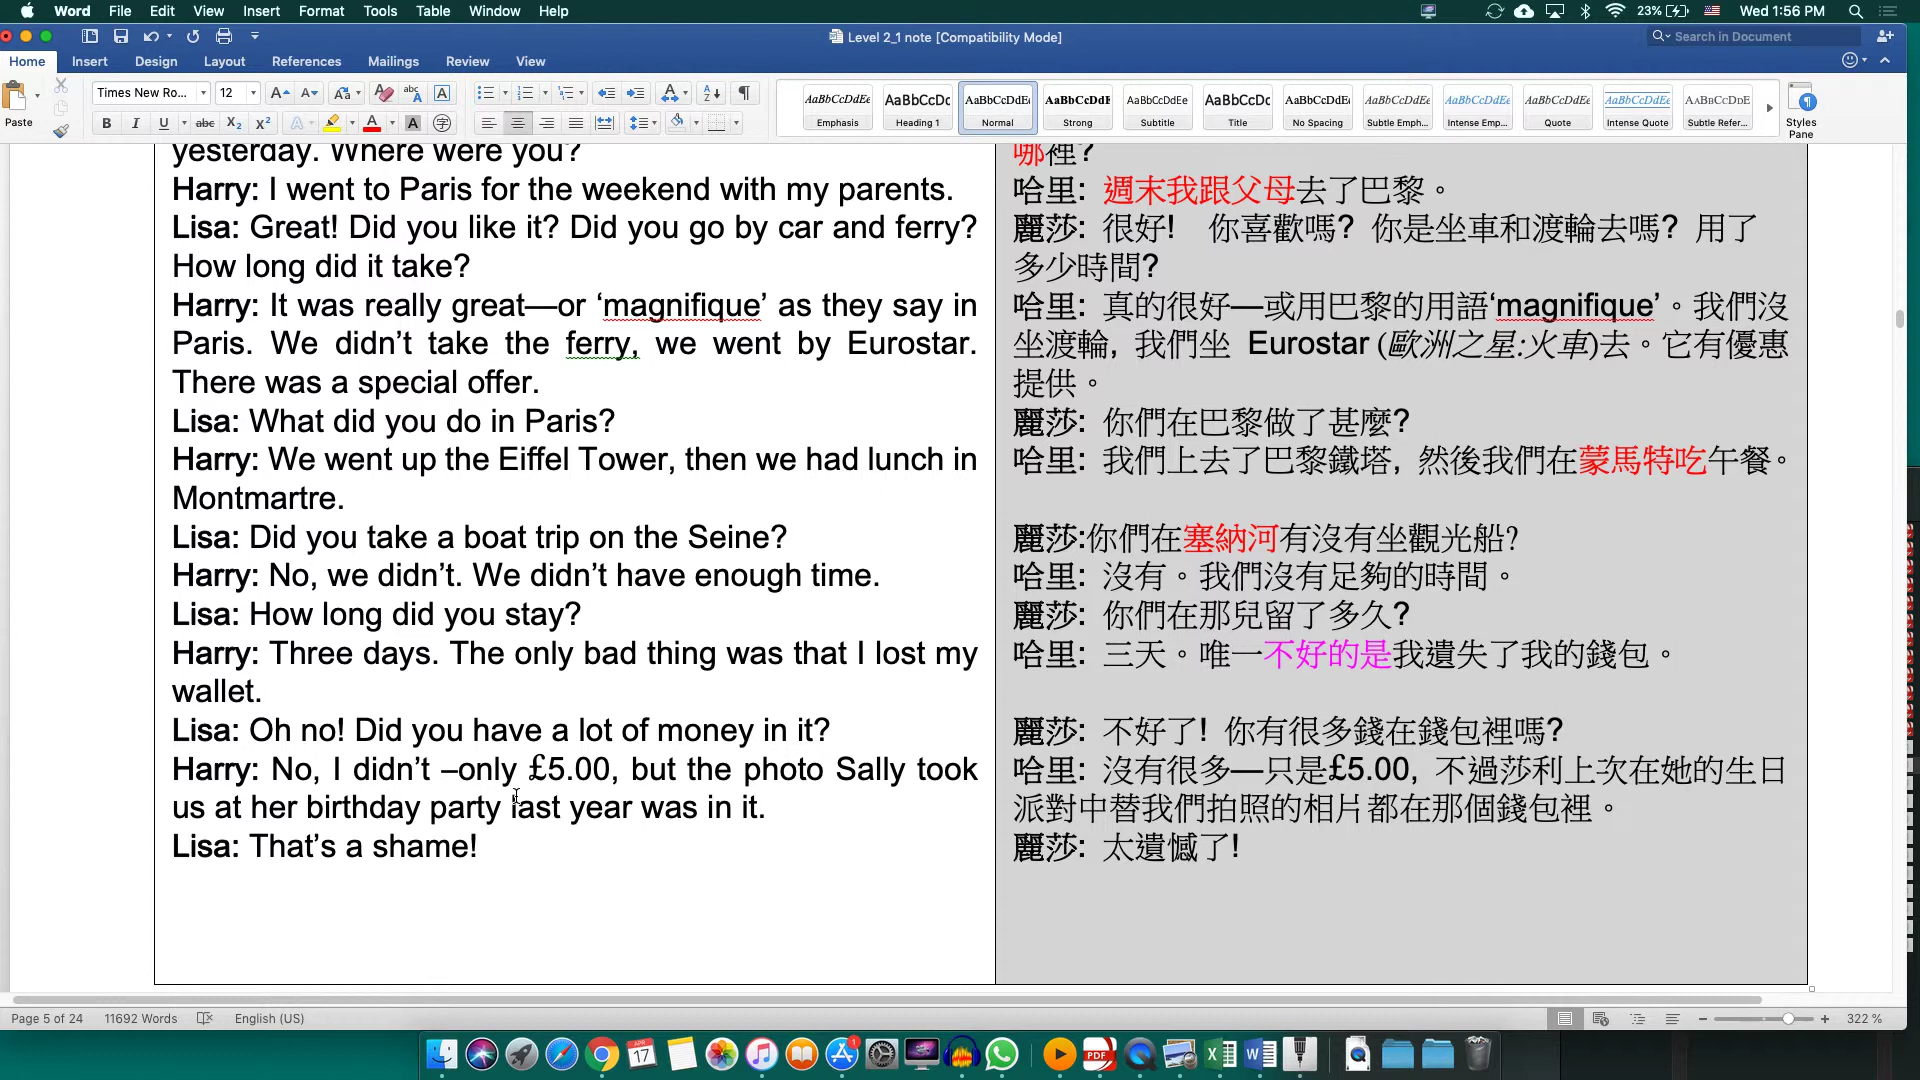 Word File Edit View Insert Format Tools Table Window Help 23% Wed 1:56 PM
Level 2_1 note [Compatibility Mode] Search in Document
Home Insert Design Layout References Mailings Review View
Paste Times New Ro... 12
AaBbCcDdEe Emphasis AaBbCcDc Heading 1 AaBbCcDdEe Normal AaBbCcDdE Strong AaBbCcDdEe Subtitle AaBbCcDc Title AaBbCcDdEe No Spacing AaBbCcDdEe Subtle Emph... AaBbCcDdEe Intense Emp... AaBbCcDdEe Quote AaBbCcDdEe Intense Quote AaBbCcDdE Subtle Refer... Styles Pane
yesterday. Where were you?
Harry: I went to Paris for the weekend with my parents.
Lisa: Great! Did you like it? Did you go by car and ferry?
How long did it take?
Harry: It was really great—or ‘magnifique’ as they say in
Paris. We didn’t take the ferry, we went by Eurostar.
There was a special offer.
Lisa: What did you do in Paris?
Harry: We went up the Eiffel Tower, then we had lunch in
Montmartre.
Lisa: Did you take a boat trip on the Seine?
Harry: No, we didn’t. We didn’t have enough time.
Lisa: How long did you stay?
Harry: Three days. The only bad thing was that I lost my
wallet.
Lisa: Oh no! Did you have a lot of money in it?
Harry: No, I didn’t –only £5.00, but the photo Sally took
us at her birthday party last year was in it.
Lisa: That’s a shame!
哪裡?
哈里: 週末我跟父母去了巴黎。
麗莎: 很好! 你喜歡嗎? 你是坐車和渡輪去嗎? 用了
多少時間?
哈里: 真的很好—或用巴黎的用語‘magnifique’。我們沒
坐渡輪, 我們坐 Eurostar (歐洲之星:火車)去。它有優惠
提供。
麗莎: 你們在巴黎做了甚麼?
哈里: 我們上去了巴黎鐵塔, 然後我們在蒙馬特吃午餐。
麗莎:你們在塞納河有沒有坐觀光船?
哈里: 沒有。我們沒有足夠的時間。
麗莎: 你們在那兒留了多久?
哈里: 三天。唯一不好的是我遺失了我的錢包。
麗莎: 不好了! 你有很多錢在錢包裡嗎?
哈里: 沒有很多—只是£5.00, 不過莎利上次在她的生日
派對中替我們拍照的相片都在那個錢包裡。
麗莎: 太遺憾了!
Page 5 of 24 11692 Words English (US) 322 %
APR 17 1 PDF